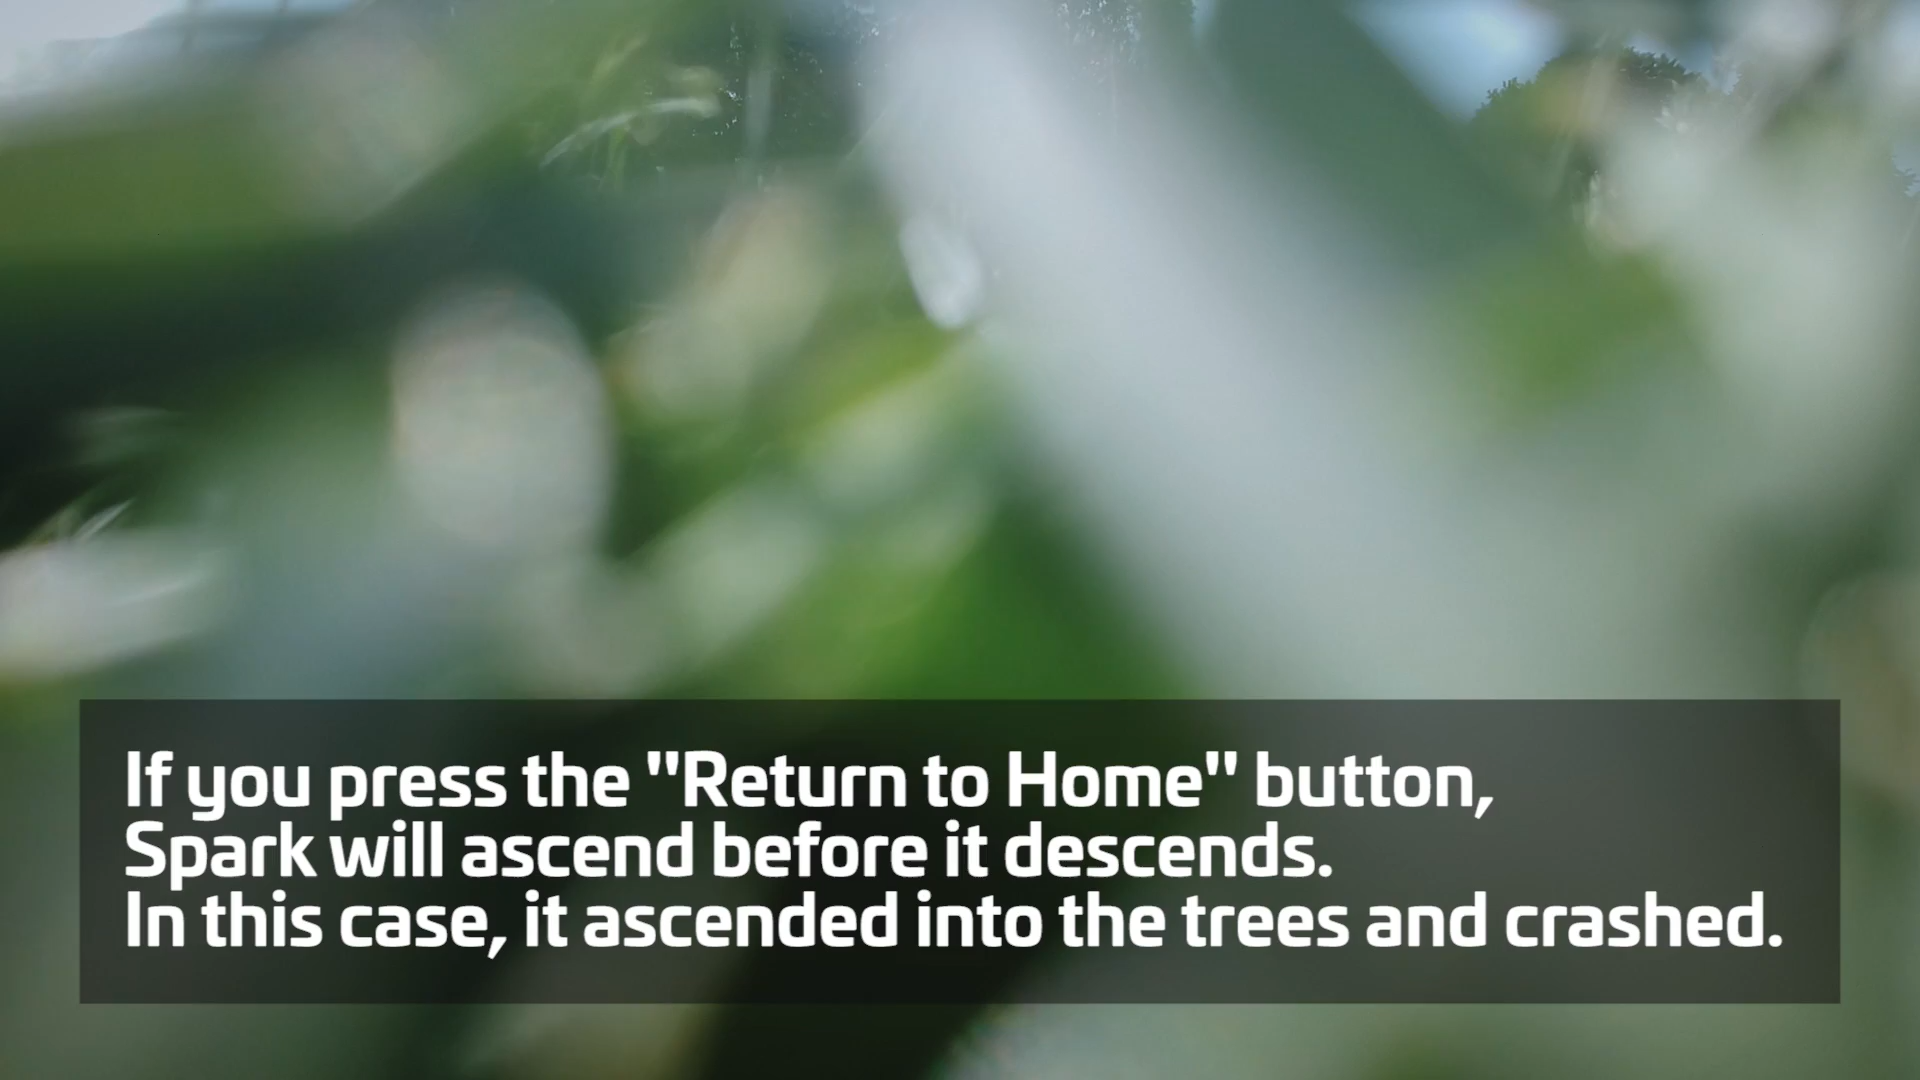 If you press the "Return to Home" button,
Spark will ascend before it descends.
In this case, it ascended into the trees and crashed.